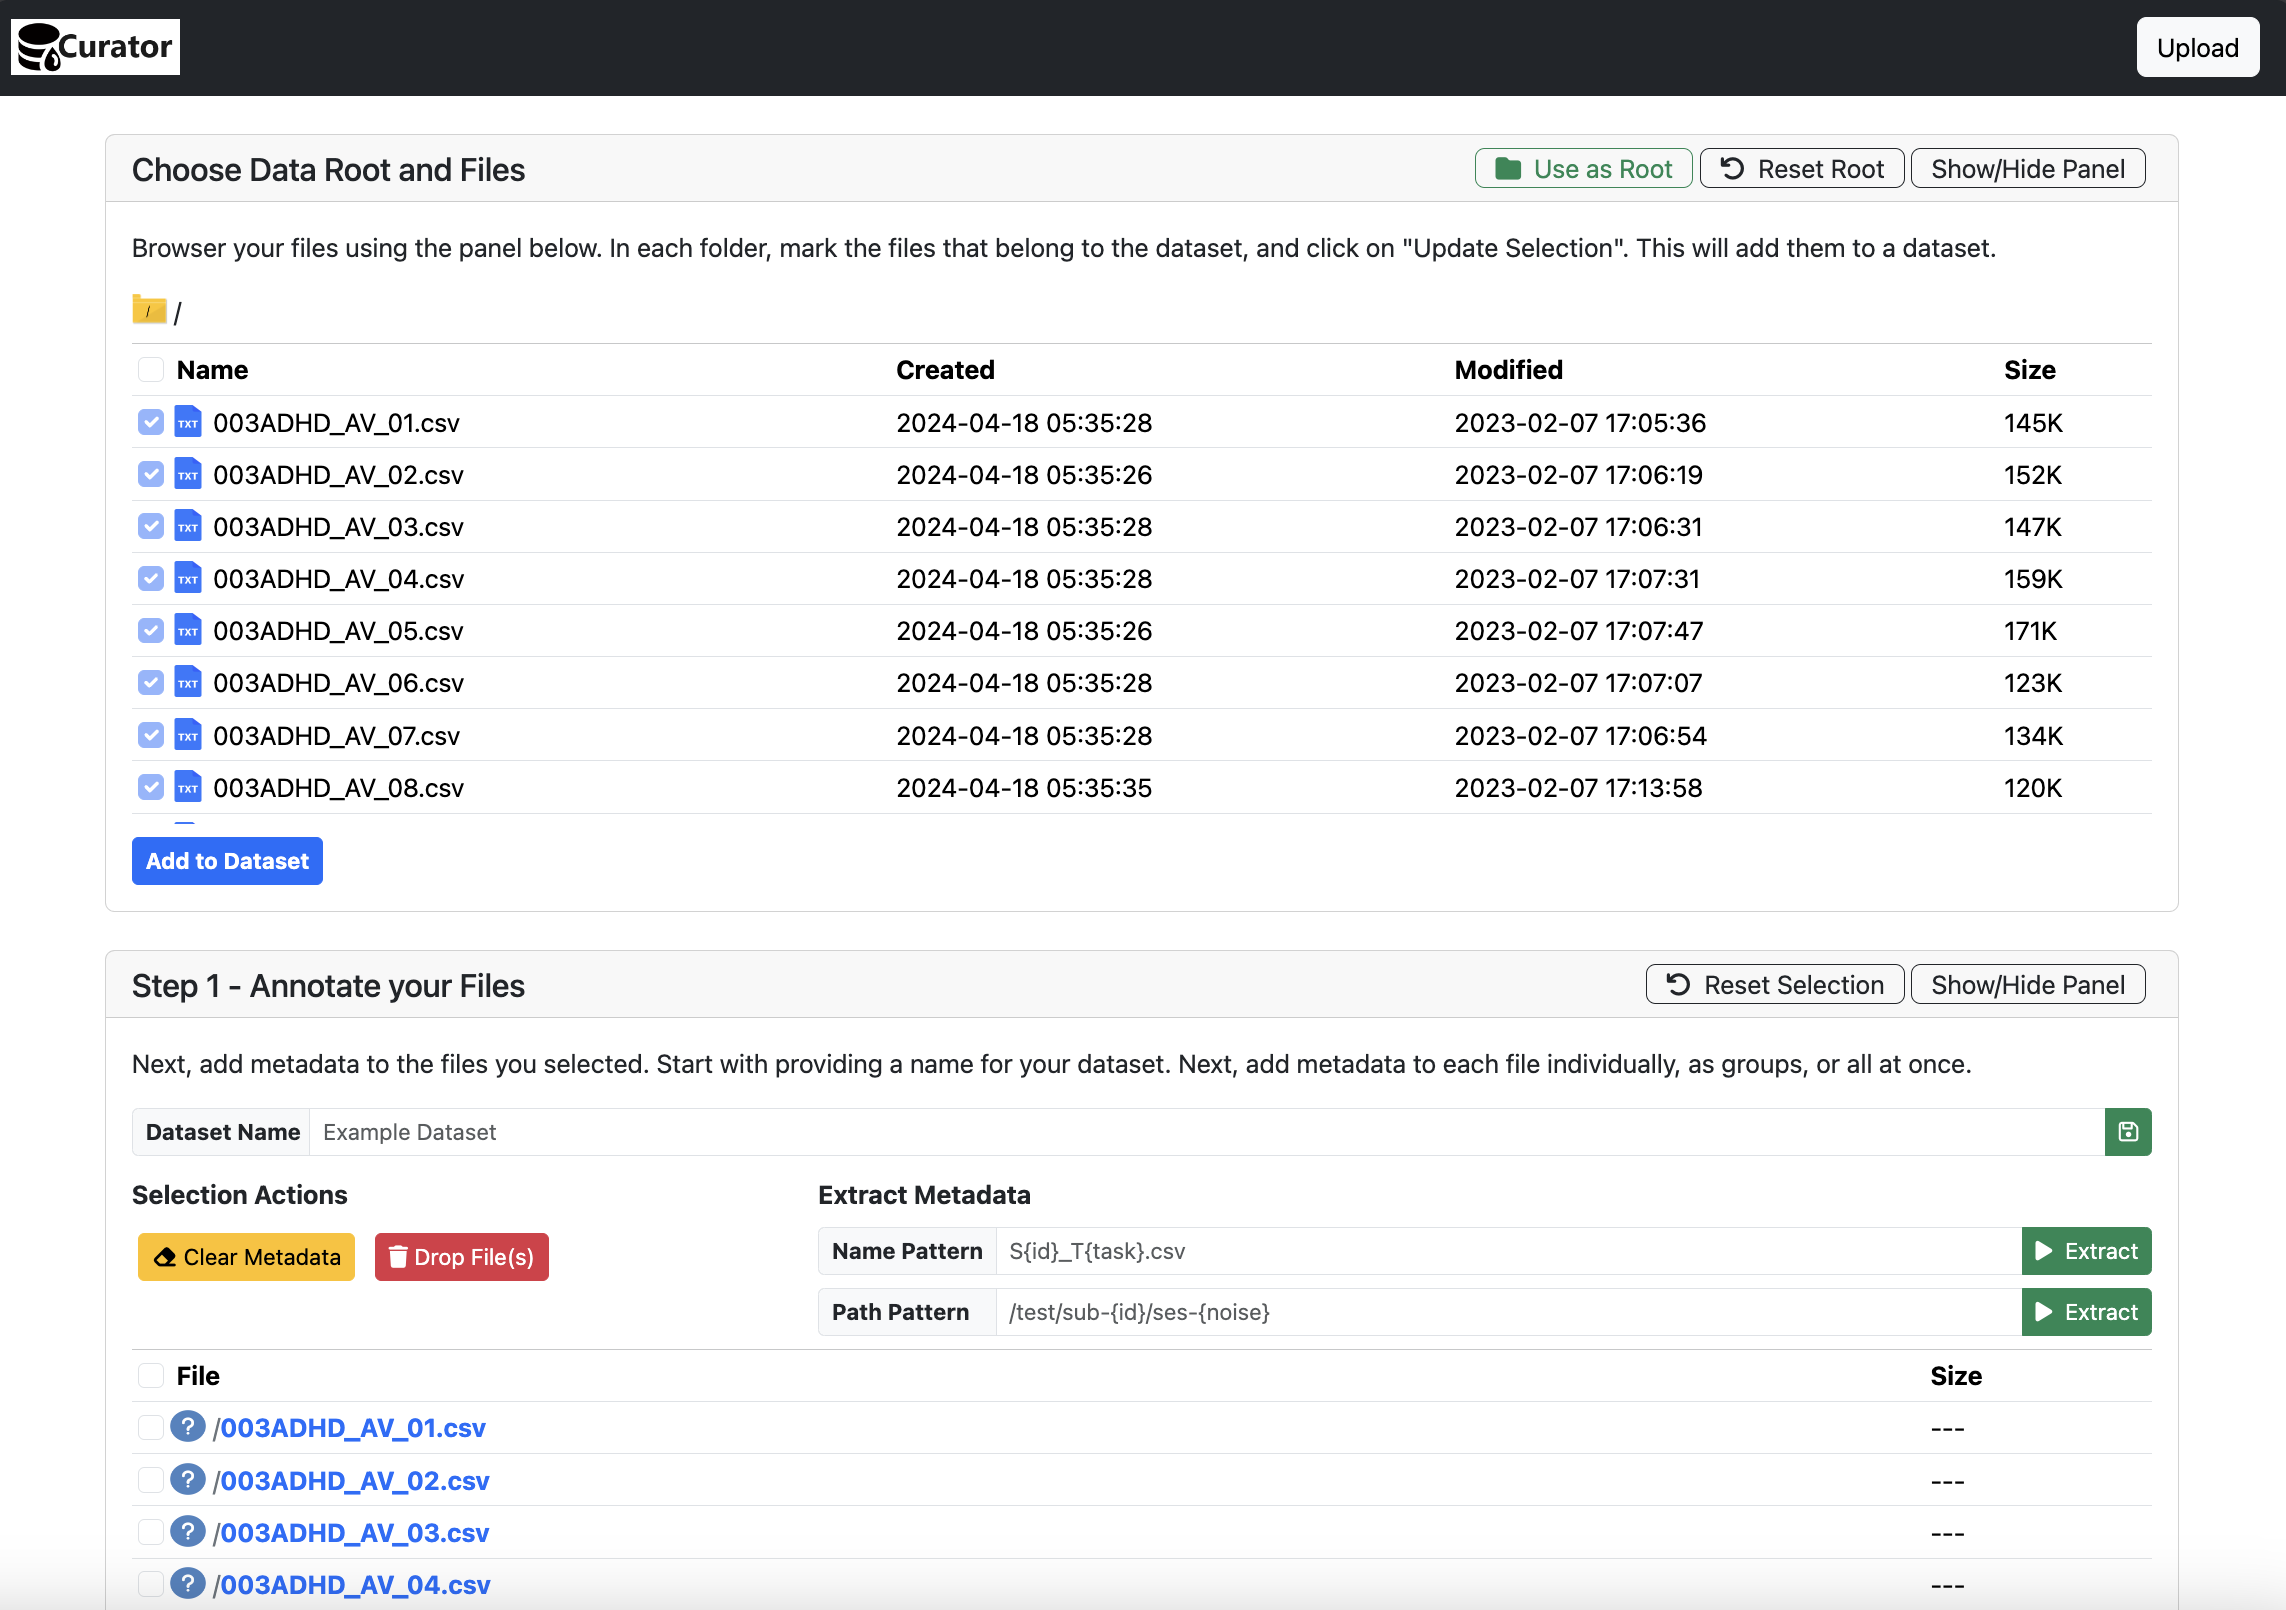 Curator
Upload
Choose Data Root and Files
Use as Root
Reset Root
Show/Hide Panel
Browser your files using the panel below. In each folder, mark the files that belong to the dataset, and click on "Update Selection". This will add them to a dataset.
/ /
Name Created Modified Size
TXT 003ADHD_AV_01.csv 2024-04-18 05:35:28 2023-02-07 17:05:36 145K
TXT 003ADHD_AV_02.csv 2024-04-18 05:35:26 2023-02-07 17:06:19 152K
TXT 003ADHD_AV_03.csv 2024-04-18 05:35:28 2023-02-07 17:06:31 147K
TXT 003ADHD_AV_04.csv 2024-04-18 05:35:28 2023-02-07 17:07:31 159K
TXT 003ADHD_AV_05.csv 2024-04-18 05:35:26 2023-02-07 17:07:47 171K
TXT 003ADHD_AV_06.csv 2024-04-18 05:35:28 2023-02-07 17:07:07 123K
TXT 003ADHD_AV_07.csv 2024-04-18 05:35:28 2023-02-07 17:06:54 134K
TXT 003ADHD_AV_08.csv 2024-04-18 05:35:35 2023-02-07 17:13:58 120K
Add to Dataset
Step 1 - Annotate your Files
Reset Selection
Show/Hide Panel
Next, add metadata to the files you selected. Start with providing a name for your dataset. Next, add metadata to each file individually, as groups, or all at once.
Dataset Name Example Dataset
Selection Actions
Clear Metadata
Drop File(s)
Extract Metadata
Name Pattern S{id}_T{task}.csv Extract
Path Pattern /test/sub-{id}/ses-{noise} Extract
File Size
? /003ADHD_AV_01.csv ---
? /003ADHD_AV_02.csv ---
? /003ADHD_AV_03.csv ---
? /003ADHD_AV_04.csv ---